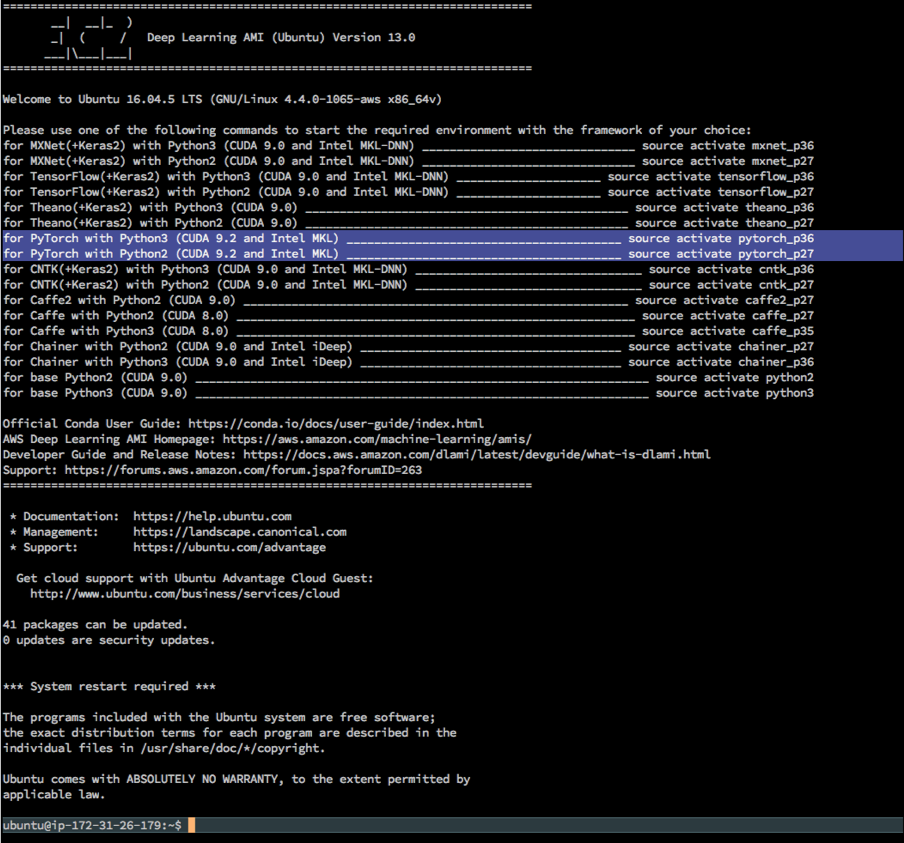 =============================================================================
__|  __|_  )
_|  (     /   Deep Learning AMI (Ubuntu) Version 13.0
___|\___|___|
=============================================================================
Welcome to Ubuntu 16.04.5 LTS (GNU/Linux 4.4.0-1065-aws x86_64v)
Please use one of the following commands to start the required environment with the framework of your choice:
for MXNet(+Keras2) with Python3 (CUDA 9.0 and Intel MKL-DNN) _______________________________ source activate mxnet_p36
for MXNet(+Keras2) with Python2 (CUDA 9.0 and Intel MKL-DNN) _______________________________ source activate mxnet_p27
for TensorFlow(+Keras2) with Python3 (CUDA 9.0 and Intel MKL-DNN) _____________________ source activate tensorflow_p36
for TensorFlow(+Keras2) with Python2 (CUDA 9.0 and Intel MKL-DNN) _____________________ source activate tensorflow_p27
for Theano(+Keras2) with Python3 (CUDA 9.0) _______________________________________________ source activate theano_p36
for Theano(+Keras2) with Python2 (CUDA 9.0) _______________________________________________ source activate theano_p27
for PyTorch with Python3 (CUDA 9.2 and Intel MKL) ________________________________________ source activate pytorch_p36
for PyTorch with Python2 (CUDA 9.2 and Intel MKL) ________________________________________ source activate pytorch_p27
for CNTK(+Keras2) with Python3 (CUDA 9.0 and Intel MKL-DNN) _________________________________ source activate cntk_p36
for CNTK(+Keras2) with Python2 (CUDA 9.0 and Intel MKL-DNN) _________________________________ source activate cntk_p27
for Caffe2 with Python2 (CUDA 9.0) ________________________________________________________ source activate caffe2_p27
for Caffe with Python2 (CUDA 8.0) __________________________________________________________ source activate caffe_p27
for Caffe with Python3 (CUDA 8.0) __________________________________________________________ source activate caffe_p35
for Chainer with Python2 (CUDA 9.0 and Intel iDeep) ______________________________________ source activate chainer_p27
for Chainer with Python3 (CUDA 9.0 and Intel iDeep) ______________________________________ source activate chainer_p36
for base Python2 (CUDA 9.0) __________________________________________________________________ source activate python2
for base Python3 (CUDA 9.0) __________________________________________________________________ source activate python3
Official Conda User Guide: https://conda.io/docs/user-guide/index.html
AWS Deep Learning AMI Homepage: https://aws.amazon.com/machine-learning/amis/
Developer Guide and Release Notes: https://docs.aws.amazon.com/dlami/latest/devguide/what-is-dlami.html
Support: https://forums.aws.amazon.com/forum.jspa?forumID=263
=============================================================================
* Documentation:  https://help.ubuntu.com
* Management:     https://landscape.canonical.com
* Support:        https://ubuntu.com/advantage
Get cloud support with Ubuntu Advantage Cloud Guest:
http://www.ubuntu.com/business/services/cloud
41 packages can be updated.
0 updates are security updates.
*** System restart required ***
The programs included with the Ubuntu system are free software;
the exact distribution terms for each program are described in the
individual files in /usr/share/doc/*/copyright.
Ubuntu comes with ABSOLUTELY NO WARRANTY, to the extent permitted by
applicable law.
ubuntu@ip-172-31-26-179:~$